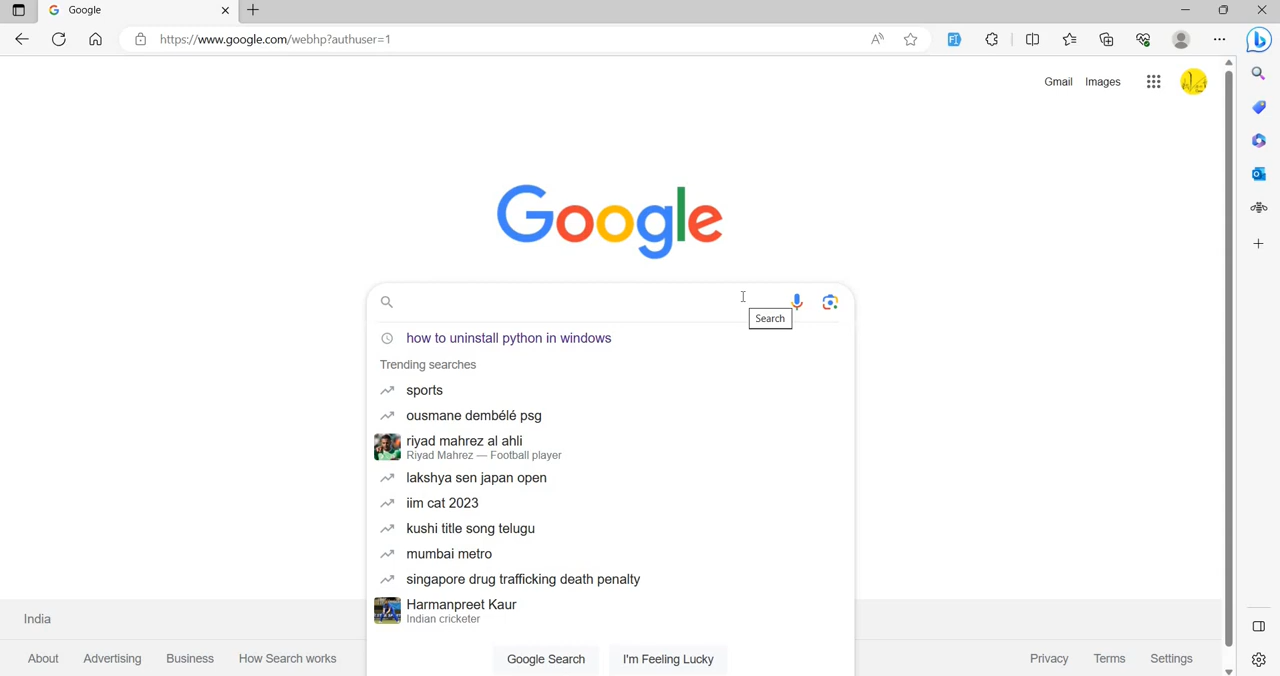 Google
https://www.google.com/webhp?authuser=1
Gmail Images
Google
Search
how to uninstall python in windows
Trending searches
sports
ousmane dembélé psg
riyad mahrez al ahli
Riyad Mahrez — Football player
lakshya sen japan open
iim cat 2023
kushi title song telugu
mumbai metro
singapore drug trafficking death penalty
Harmanpreet Kaur
Indian cricketer
Google Search I'm Feeling Lucky
India
About Advertising Business How Search works Privacy Terms Settings